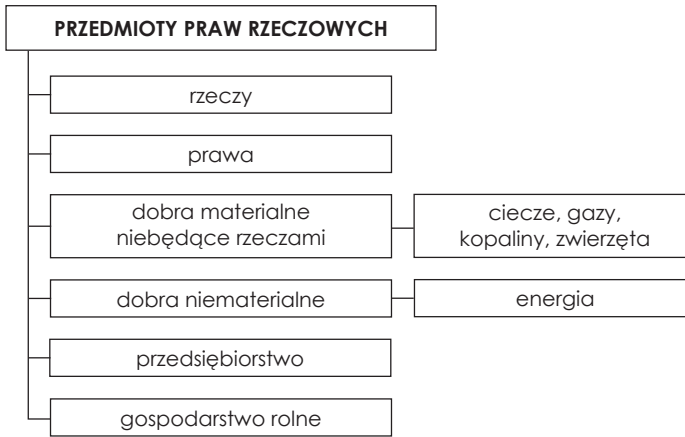 PRZEDMIOTY PRAW RZECZOWYCH
rzeczy
prawa
dobra materialne
niebędące rzeczami
ciecze, gazy,
kopaliny, zwierzęta
dobra niematerialne
energia
przedsiębiorstwo
gospodarstwo rolne